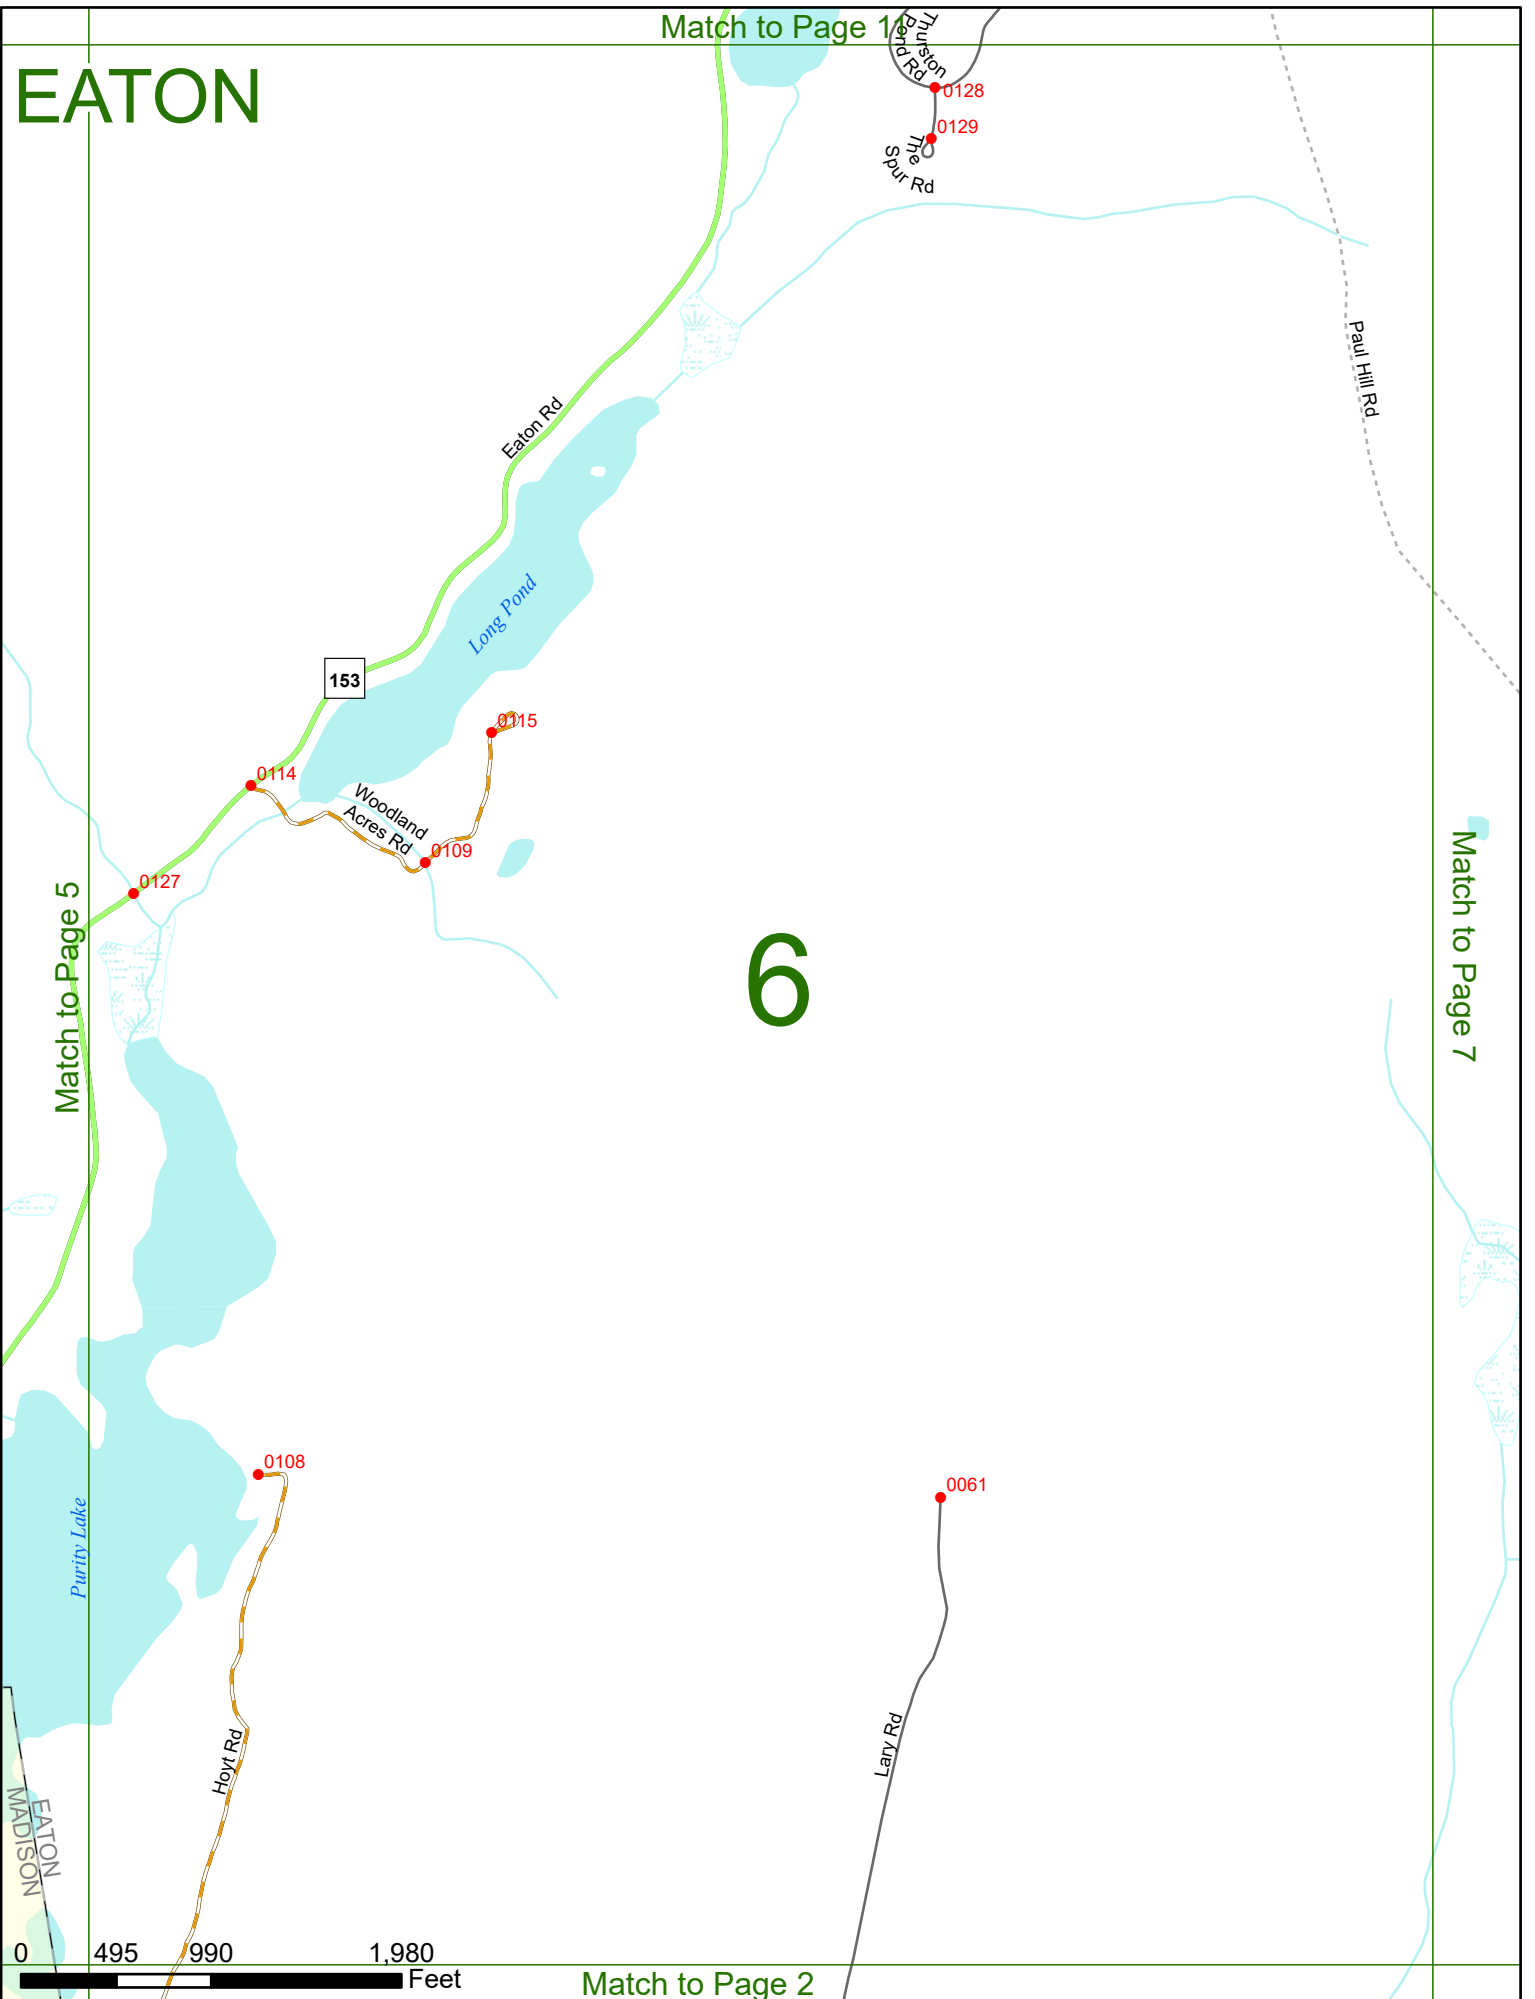 Match to Page 11
EATON
Thurston
Pond Rd
0128
0129
The
Spur Rd
Paul Hill Rd
Eaton Rd
Long Pond
153
0115
0114
Woodland
Acres Rd
0109
0127
Match to Page 5
Match to Page 7
6
0108
0061
Purity Lake
Hoyt Rd
Lary Rd
EATON
MADISON
0 495 990 1,980
Feet
Match to Page 2